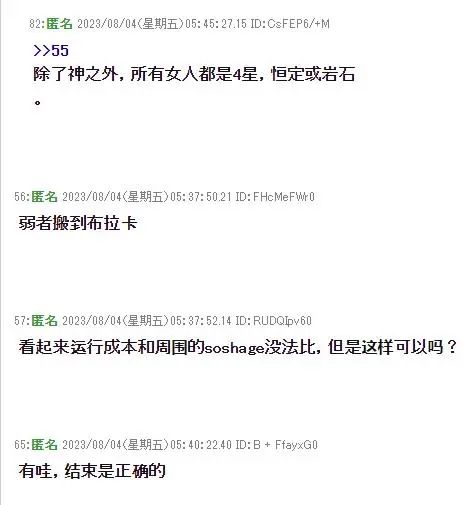 82:匿名 2023/08/04(星期五)05:45:27.15 ID:CsFEP6/+M
>>55
除了神之外，所有女人都是4星，恒定或岩石
。
56:匿名 2023/08/04(星期五)05:37:50.21 ID:FHcMeFWr0
弱者搬到布拉卡
57:匿名 2023/08/04(星期五)05:37:52.14 ID:RUDQIpv60
看起来运行成本和周围的soshage没法比，但是这样可以吗？
65:匿名 2023/08/04(星期五)05:40:22.40 ID:B + FfayxG0
有哇，结束是正确的